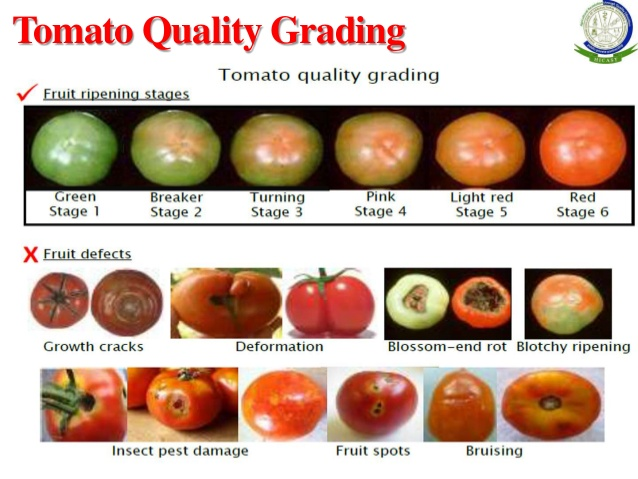 Tomato Quality Grading
Tomato quality grading
Fruit ripening stages
Green Breaker Turning Pink Light red Red
Stage 1 Stage 2 Stage 3 Stage 4 Stage 5 Stage 6
X Fruit defects
Growth cracks Deformation Blossom-end rot Blotchy ripening
Insect pest damage Fruit spots Bruising
HICAST